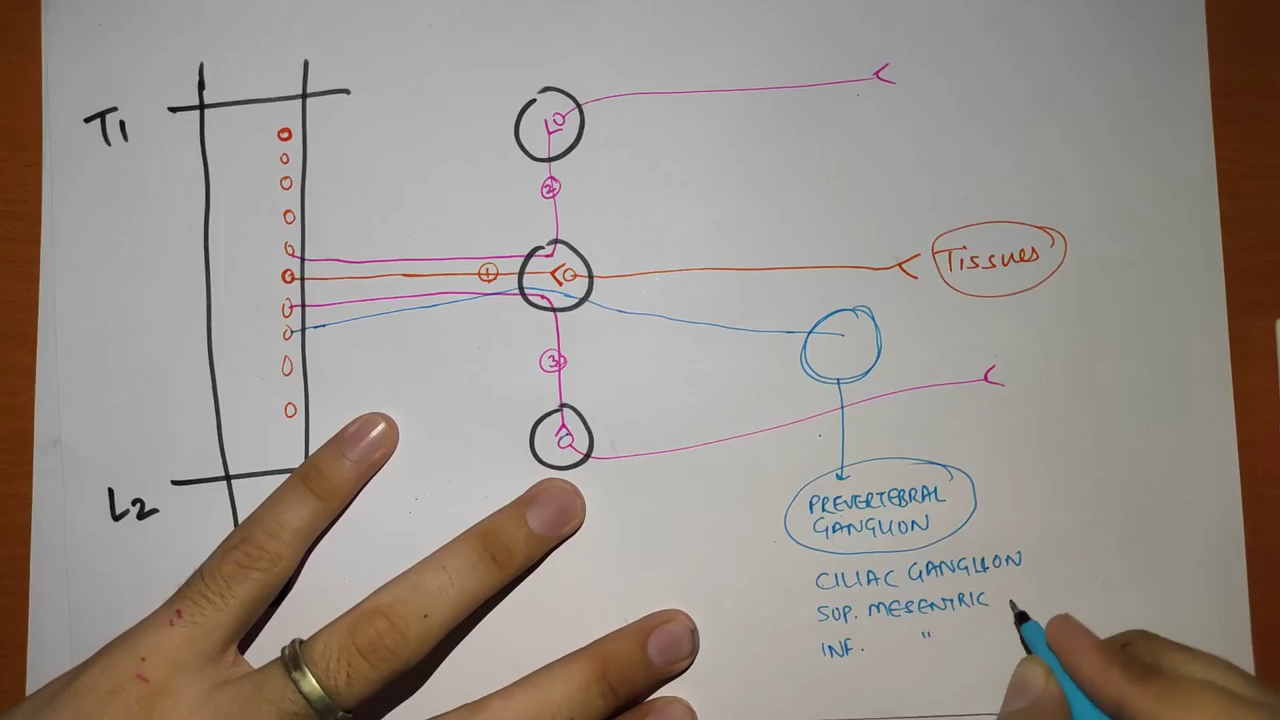 T1
2
1
Tissues
3
L2
PREVERTEBRAL
GANGLION
CILIAC GANGLION
SUP. MESENTRIC
INF. "